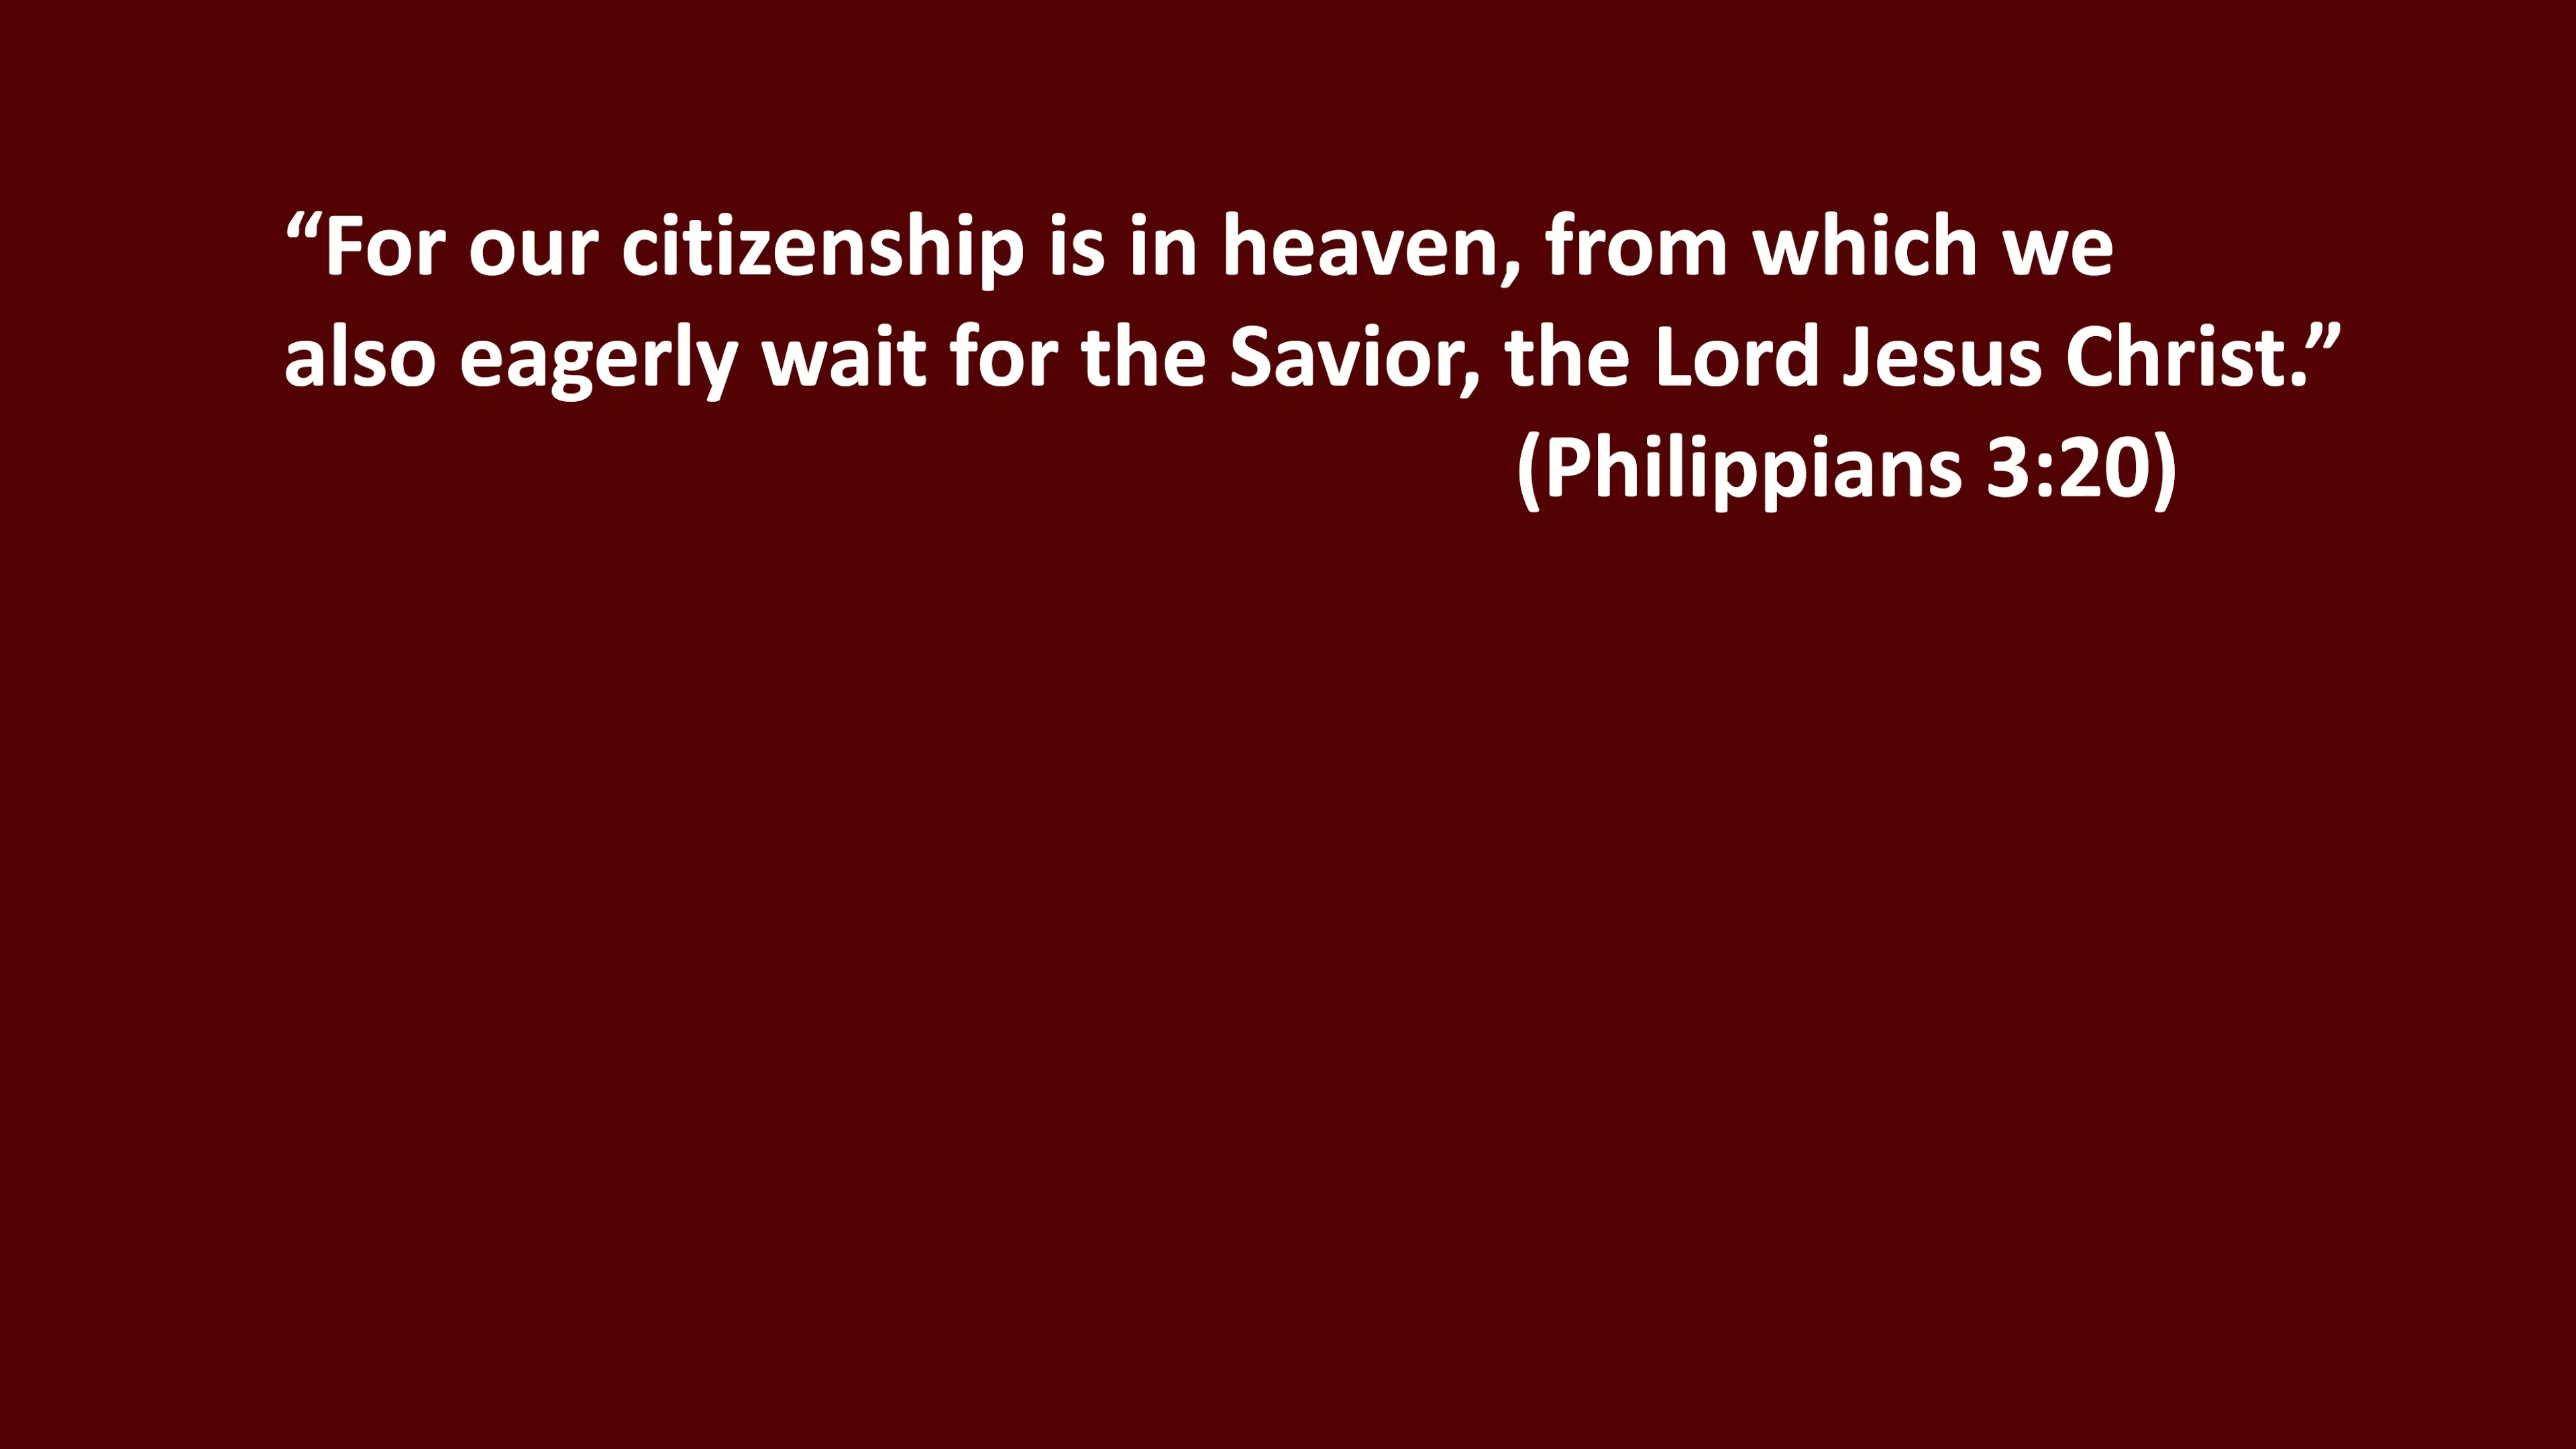 “For our citizenship is in heaven, from which we
also eagerly wait for the Savior, the Lord Jesus Christ.”
(Philippians 3:20)